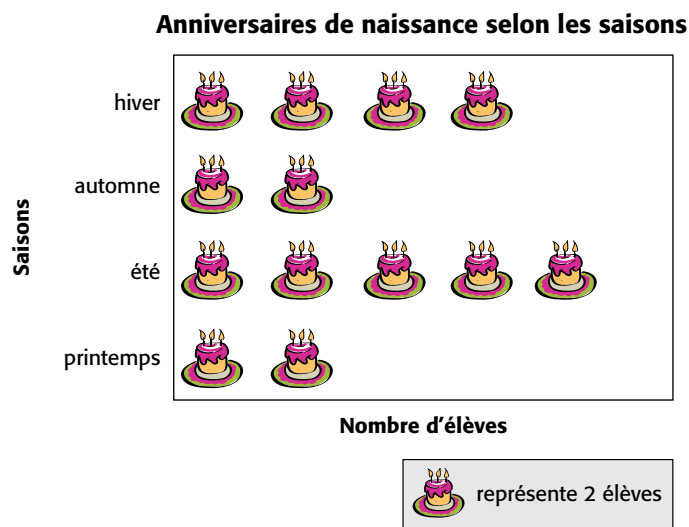 Anniversaires de naissance selon les saisons
Saisons
hiver
automne
été
printemps
Nombre d’élèves
représente 2 élèves